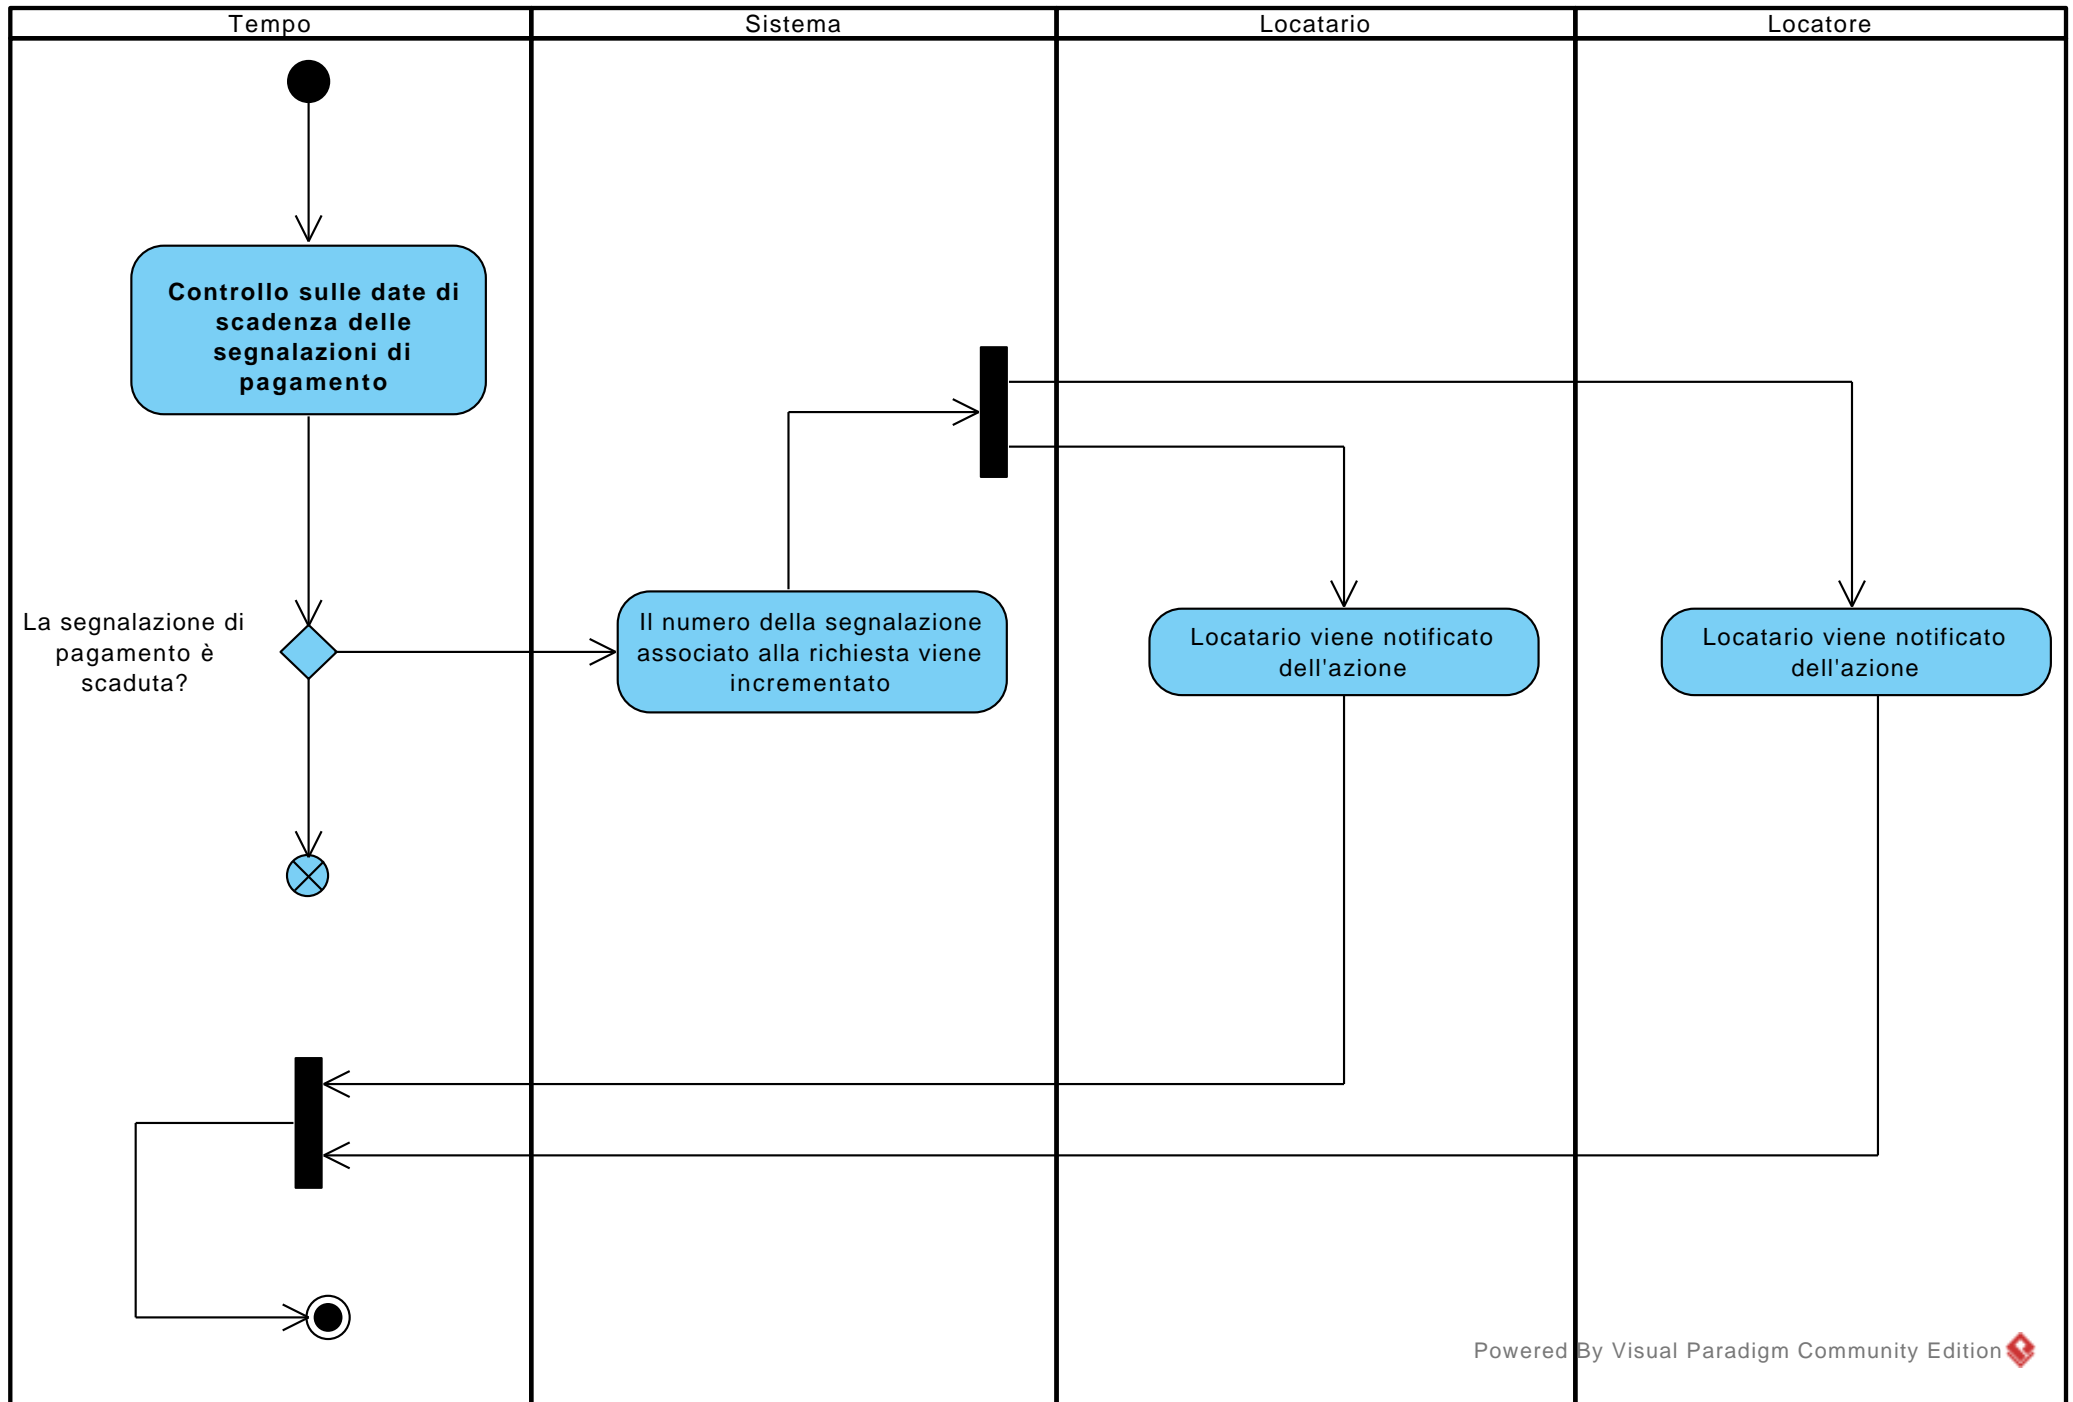 Tempo
Sistema
Locatario
Locatore
Controllo sulle date di
scadenza delle
segnalazioni di
pagamento
La segnalazione di
pagamento è
scaduta?
Il numero della segnalazione
associato alla richiesta viene
incrementato
Locatario viene notificato
dell'azione
Locatario viene notificato
dell'azione
Powered By Visual Paradigm Community Edition